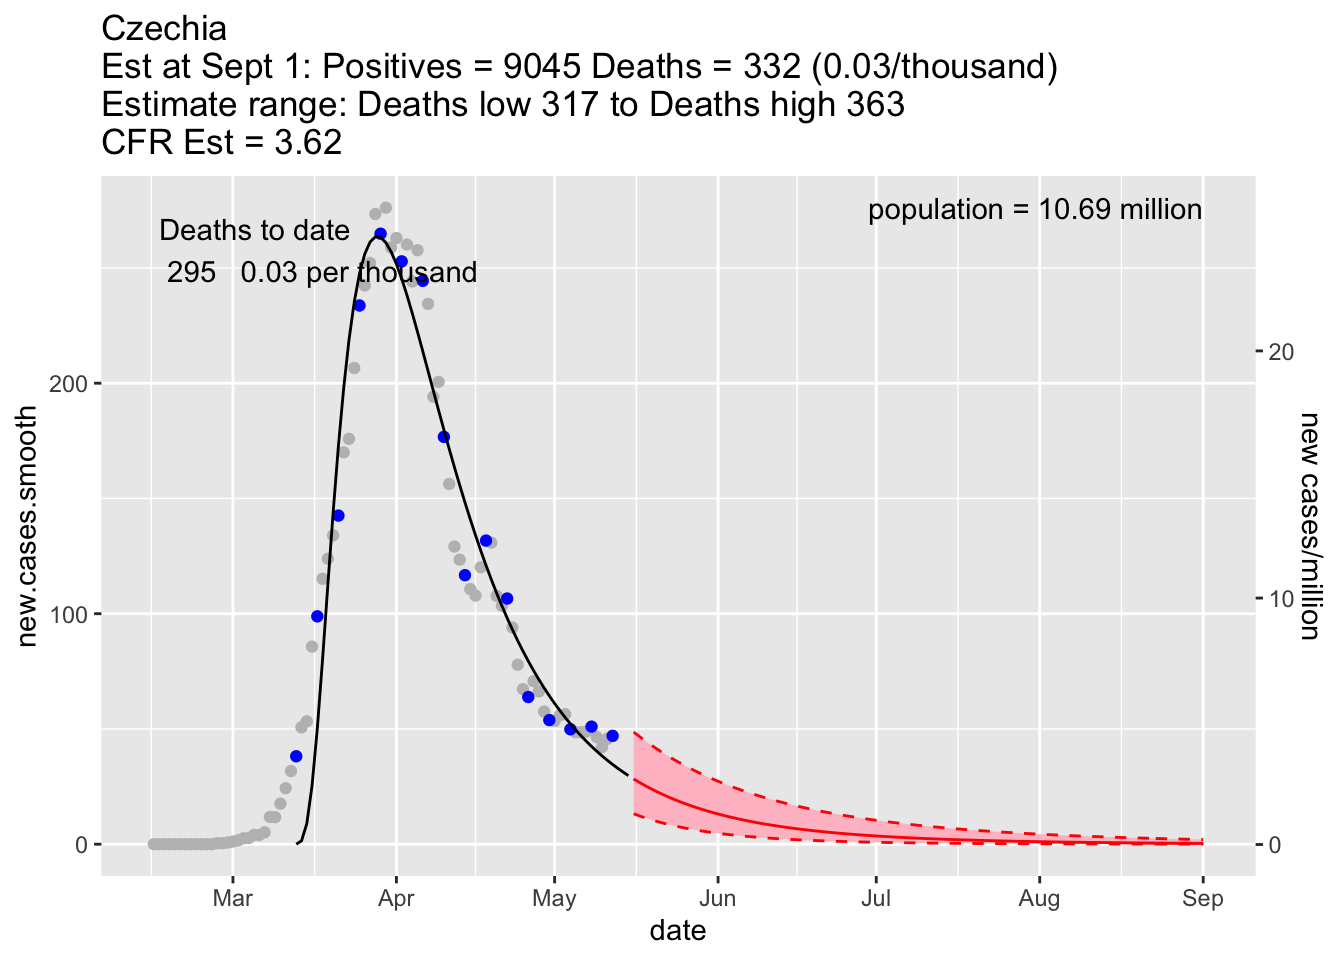 Czechia
Est at Sept 1: Positives = 9045 Deaths = 332 (0.03/thousand)
Estimate range: Deaths low 317 to Deaths high 363
CFR Est = 3.62
population = 10.69 million
Deaths to date
295 0.03 per thousand
new.cases.smooth
200
100
0
new cases/million
20
10
0
Mar Apr May Jun Jul Aug Sep
date